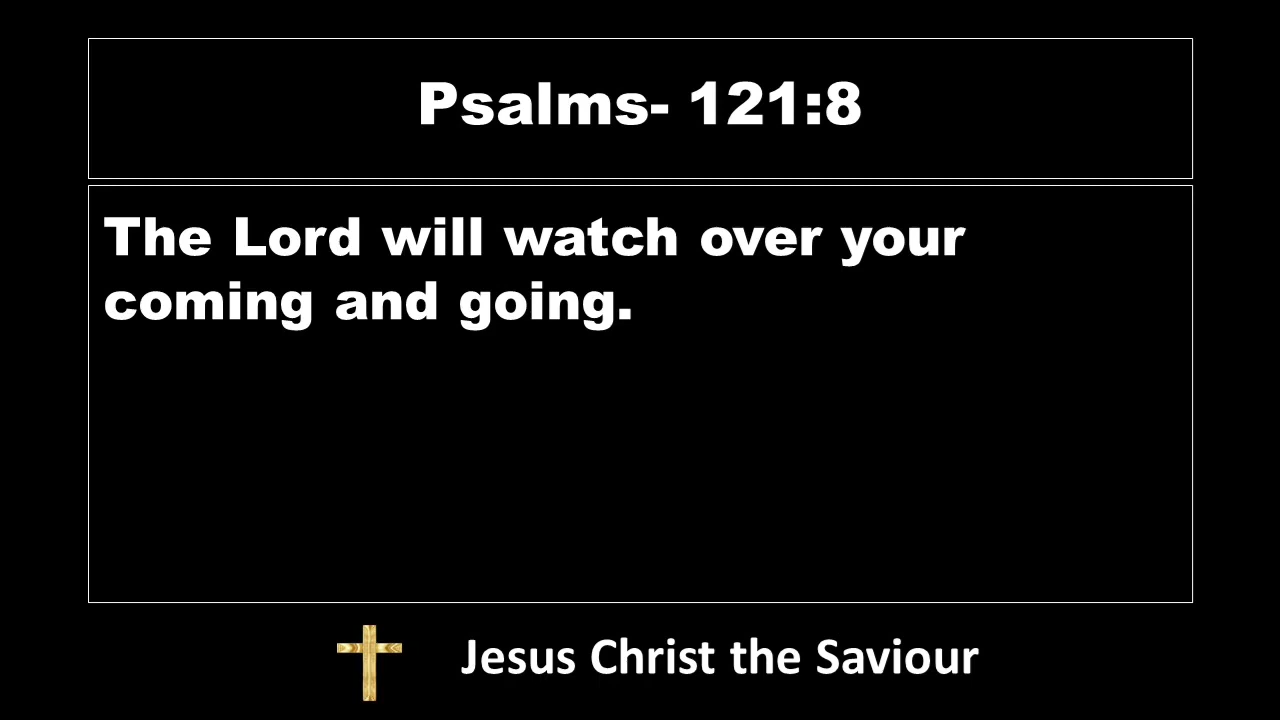 Psalms- 121:8
The Lord will watch over your
coming and going.
Jesus Christ the Saviour